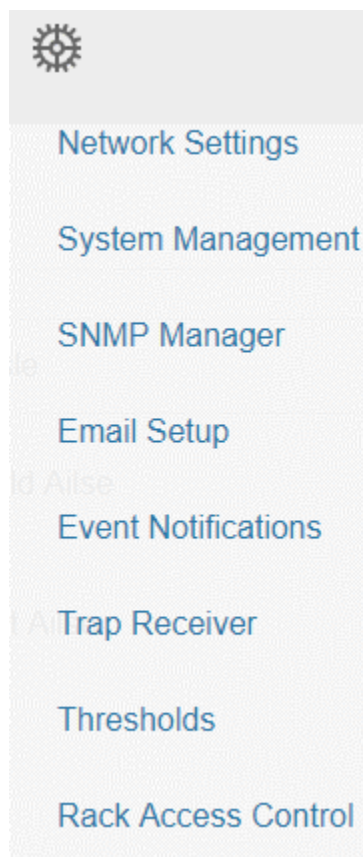 Network Settings
System Management
SNMP Manager
Email Setup
Event Notifications
Trap Receiver
Thresholds
Rack Access Control